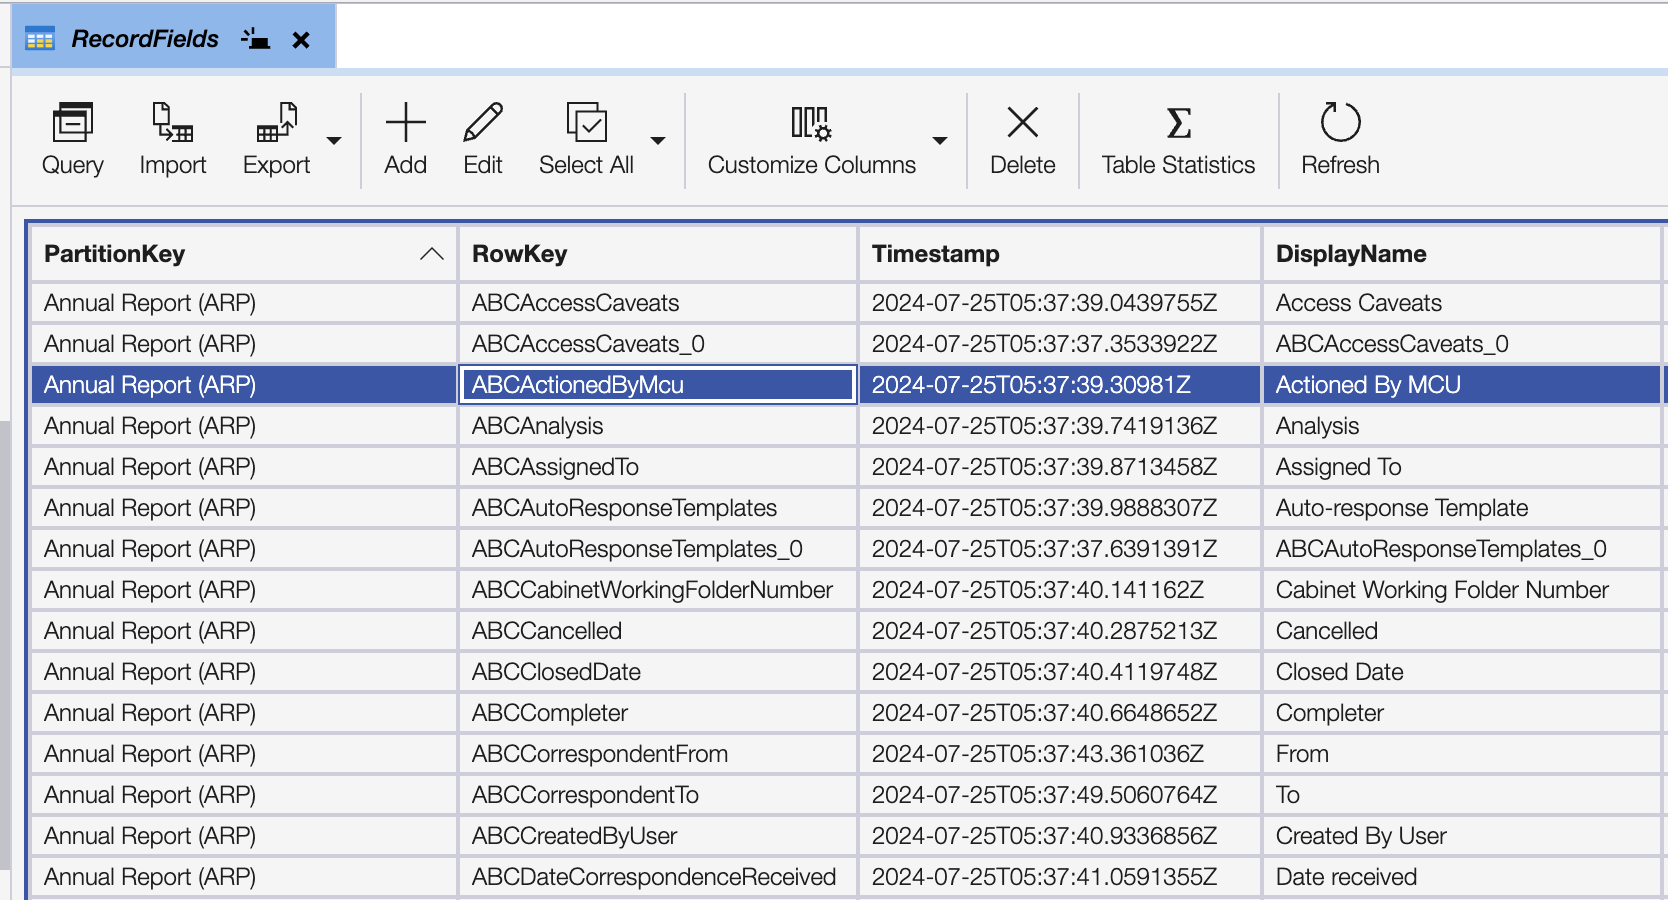 RecordFields
Query Import Export Add Edit Select All Customize Columns Delete Table Statistics Refresh
PartitionKey RowKey Timestamp DisplayName
Annual Report (ARP) ABCAccessCaveats 2024-07-25T05:37:39.0439755Z Access Caveats
Annual Report (ARP) ABCAccessCaveats_0 2024-07-25T05:37:37.3533922Z ABCAccessCaveats_0
Annual Report (ARP) ABCActionedByMcu 2024-07-25T05:37:39.30981Z Actioned By MCU
Annual Report (ARP) ABCAnalysis 2024-07-25T05:37:39.7419136Z Analysis
Annual Report (ARP) ABCAssignedTo 2024-07-25T05:37:39.8713458Z Assigned To
Annual Report (ARP) ABCAutoResponseTemplates 2024-07-25T05:37:39.9888307Z Auto-response Template
Annual Report (ARP) ABCAutoResponseTemplates_0 2024-07-25T05:37:37.6391391Z ABCAutoResponseTemplates_0
Annual Report (ARP) ABCCabinetWorkingFolderNumber 2024-07-25T05:37:40.141162Z Cabinet Working Folder Number
Annual Report (ARP) ABCCancelled 2024-07-25T05:37:40.2875213Z Cancelled
Annual Report (ARP) ABCClosedDate 2024-07-25T05:37:40.4119748Z Closed Date
Annual Report (ARP) ABCCompleter 2024-07-25T05:37:40.6648652Z Completer
Annual Report (ARP) ABCCorrespondentFrom 2024-07-25T05:37:43.361036Z From
Annual Report (ARP) ABCCorrespondentTo 2024-07-25T05:37:49.5060764Z To
Annual Report (ARP) ABCCreatedByUser 2024-07-25T05:37:40.9336856Z Created By User
Annual Report (ARP) ABCDateCorrespondenceReceived 2024-07-25T05:37:41.0591355Z Date received